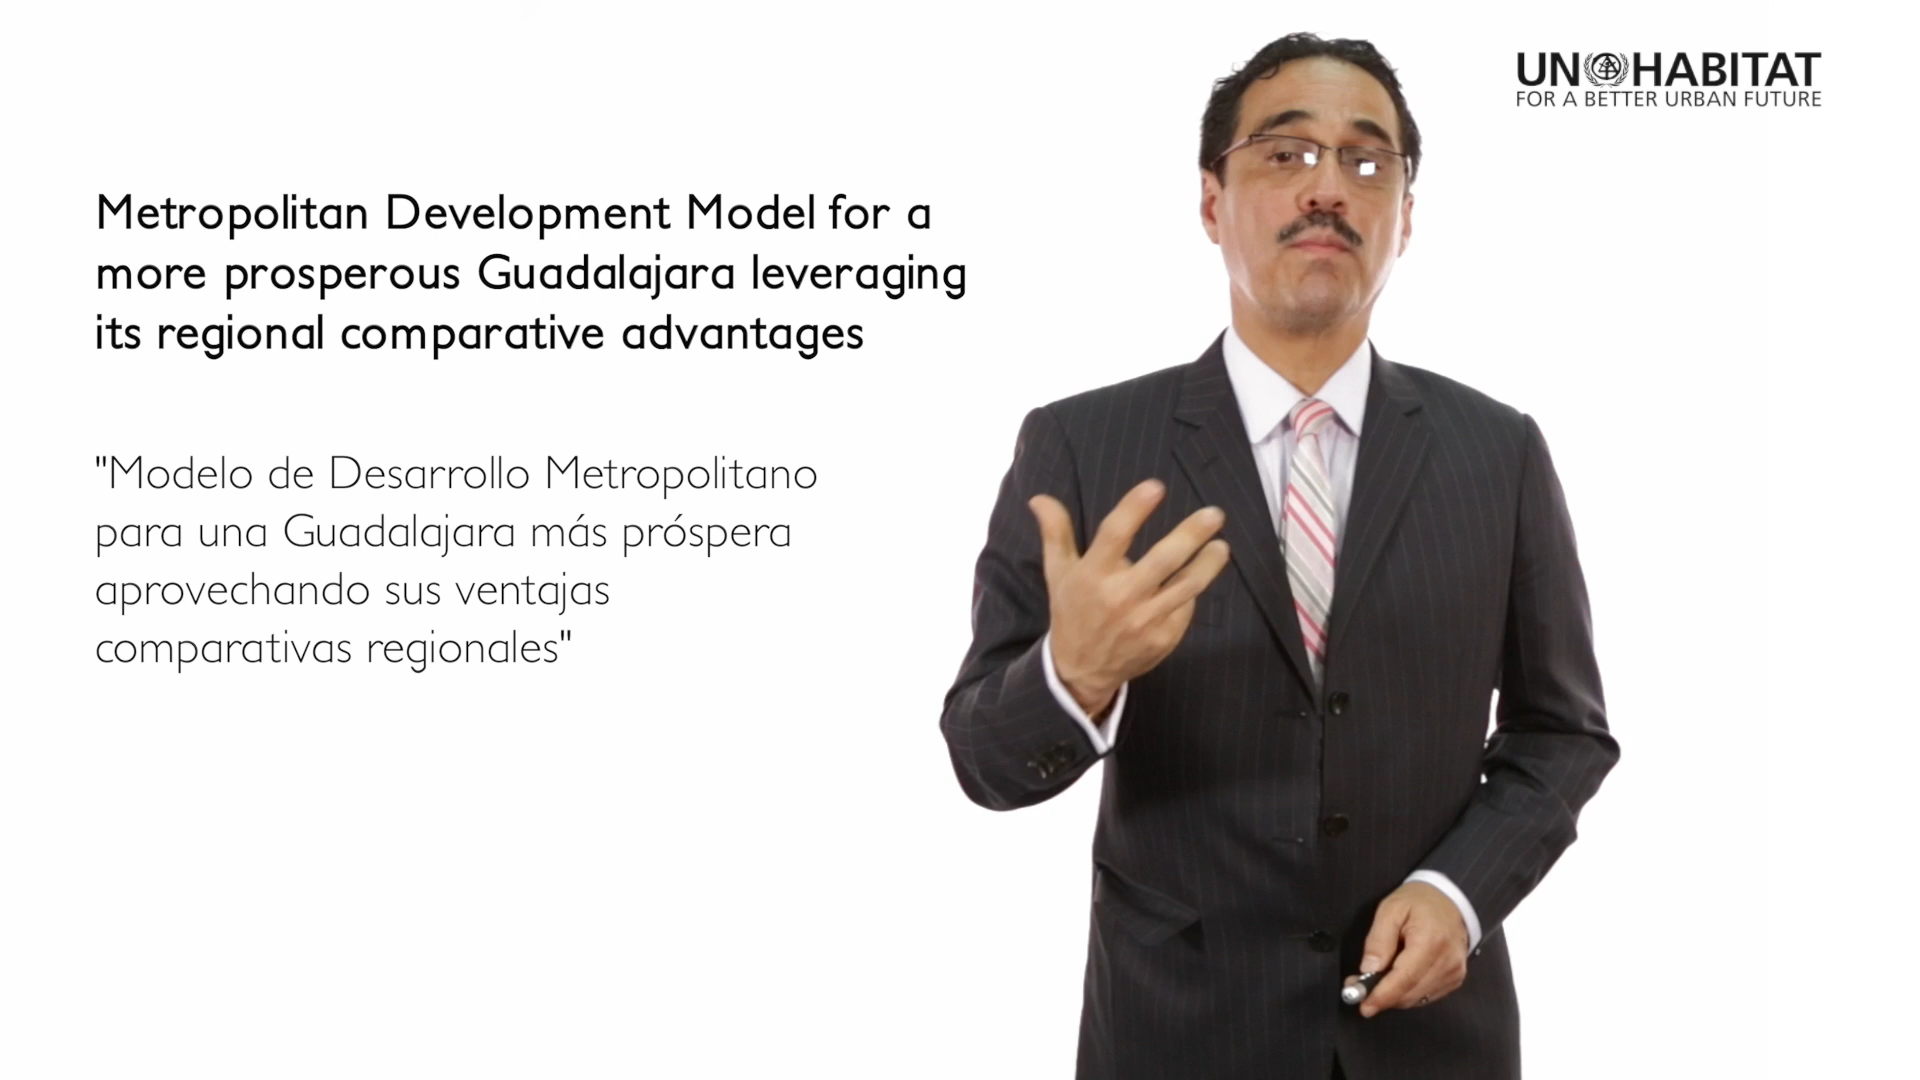 UN HABITAT
FOR A BETTER URBAN FUTURE
Metropolitan Development Model for a
more prosperous Guadalajara leveraging
its regional comparative advantages
"Modelo de Desarrollo Metropolitano
para una Guadalajara más próspera
aprovechando sus ventajas
comparativas regionales"